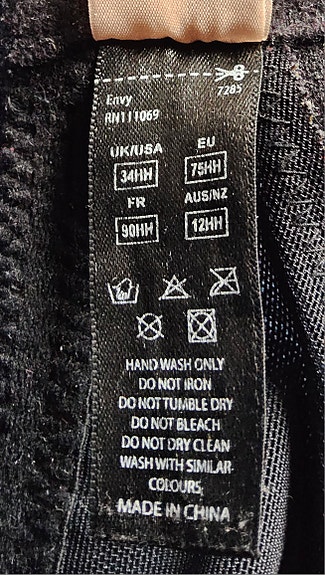 7285
Envy
RN111069
UK/USA EU
34HH 75HH
FR AUS/NZ
90HH 12HH
HAND WASH ONLY
DO NOT IRON
DO NOT TUMBLE DRY
DO NOT BLEACH
DO NOT DRY CLEAN
WASH WITH SIMILAR
COLOURS
MADE IN CHINA